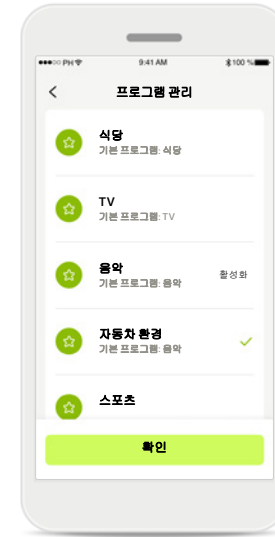 PH 9:41 AM 100 %
프로그램 관리
식당
기본 프로그램: 식당
TV
기본 프로그램: TV
음악
기본 프로그램: 음악
활성화
자동차 환경
기본 프로그램: 음악
스포츠
확인